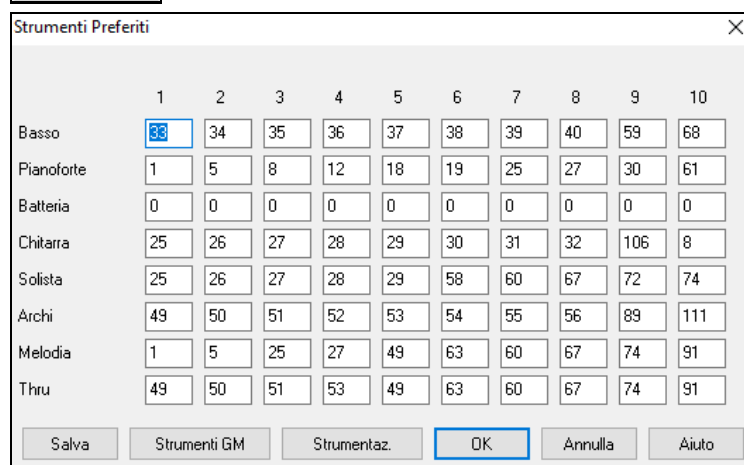 Strumenti Preferiti
1 2 3 4 5 6 7 8 9 10
Basso 33 34 35 36 37 38 39 40 59 68
Pianoforte 1 5 8 12 18 19 25 27 30 61
Batteria 0 0 0 0 0 0 0 0 0 0
Chitarra 25 26 27 28 29 30 31 32 106 8
Solista 25 26 27 28 29 58 60 67 72 74
Archi 49 50 51 52 53 54 55 56 89 111
Melodia 1 5 25 27 49 63 60 67 74 91
Thru 49 50 51 53 49 63 60 67 74 91
Salva Strumenti GM Strumentaz. OK Annulla Aiuto